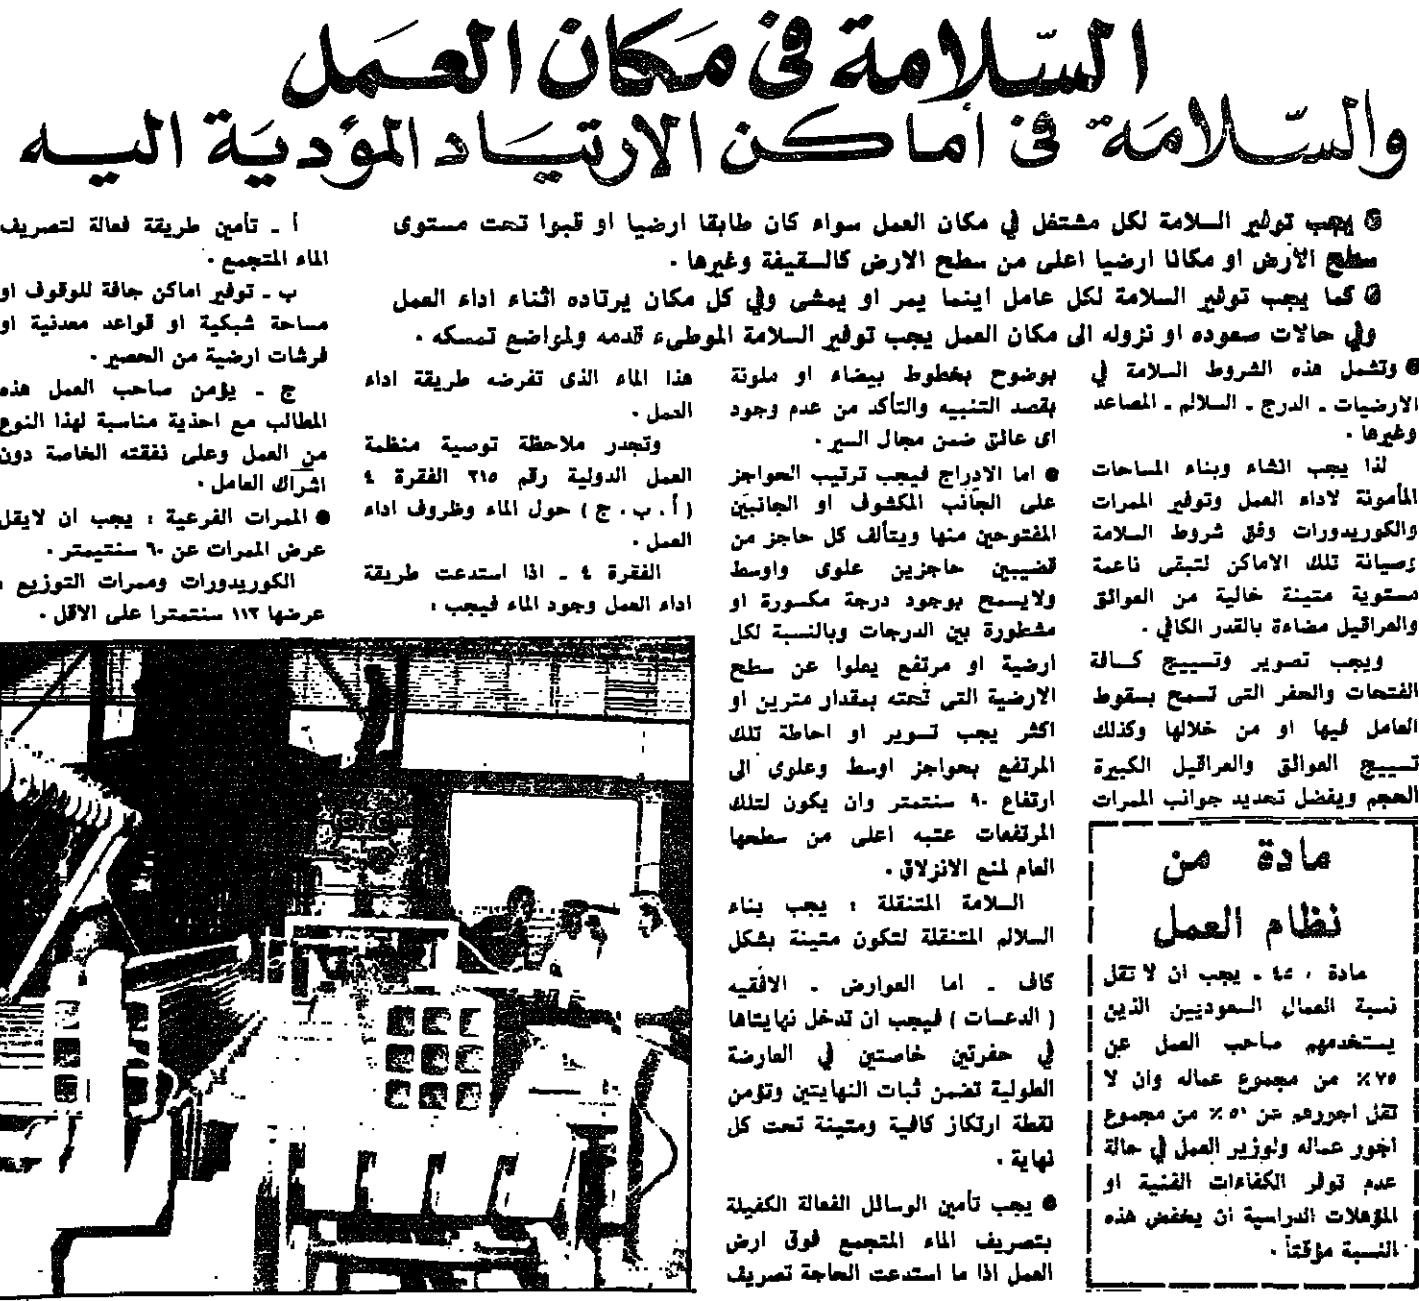 السلامة في مكان العمل
والسلامة في أماكن الارتياد المؤدية اليه
● يجب توفير السلامة لكل مشتغل في مكان العمل سواء كان طابقا ارضيا او قبوا تحت مستوى
سطح الأرض او مكانا ارضيا اعلى من سطح الارض كالسقيفة وغيرها .
● كما يجب توفير السلامة لكل عامل اينما يمر او يمشى وفي كل مكان يرتاده اثناء اداء العمل
وفي حالات صعوده او نزوله الى مكان العمل يجب توفير السلامة الموطىء قدمه ولمواضع تمسكه .
● وتشمل هذه الشروط السلامة في
الارضيات ـ الدرج ـ السلالم ـ المصاعد
وغيرها .
لذا يجب انشاء وبناء المساحات
المأمونة لاداء العمل وتوفير الممرات
والكوريدورات وفق شروط السلامة
وصيانة تلك الاماكن لتبقى ناعمة
مستوية متينة خالية من العوائق
والعراقيل مضاءة بالقدر الكافي .
ويجب تصوير وتسييج كافة
الفتحات والحفر التى تسمح بسقوط
العامل فيها او من خلالها وكذلك
تسييج العوائق والعراقيل الكبيرة
الحجم ويفضل تحديد جوانب الممرات
بوضوح بخطوط بيضاء او ملونة
بقصد التنبيه والتأكد من عدم وجود
اى عائق ضمن مجال السير .
● اما الادراج فيجب ترتيب الحواجز
على الجانب المكشوف او الجانبين
المفتوحين منها ويتألف كل حاجز من
قضيبين حاجزين علوى واوسط
ولايسمح بوجود درجة مكسورة او
مشطورة بين الدرجات وبالنسبة لكل
ارضية او مرتفع يعلوا عن سطح
الارضية التى تحته بمقدار مترين او
اكثر يجب تسوير او احاطة تلك
المرتفع بحواجز اوسط وعلوى الى
ارتفاع ٩٠ سنتمتر وان يكون لتلك
المرتفعات عتبه اعلى من سطحها
العام لمنع الانزلاق .
السلامة المتنقلة : يجب بناء
السلالم المتنقلة لتكون متينة بشكل
كاف ـ اما العوارض ـ الافقيه
( الدعسات ) فيجب ان تدخل نهايتاها
في حفرتين خاصتين في العارضة
الطولية تضمن ثبات النهايتين وتؤمن
نقطة ارتكاز كافية ومتينة تحت كل
نهاية .
● يجب تأمين الوسائل الفعالة الكفيلة
بتصريف الماء المتجمع فوق ارض
العمل اذا ما استدعت الحاجة تصريف
هذا الماء الذى تفرضه طريقة اداء
العمل .
وتجدر ملاحظة توصية منظمة
العمل الدولية رقم ٣١٥ الفقرة ٤
( أ . ب . ج ) حول الماء وظروف اداء
العمل .
الفقرة ٤ ـ اذا استدعت طريقة
اداء العمل وجود الماء فيجب :
أ ـ تأمين طريقة فعالة لتصريف
الماء المتجمع .
ب ـ توفير اماكن جافة للوقوف او
مساحة شبكية او قواعد معدنية او
فرشات ارضية من الحصير .
ج ـ يؤمن صاحب العمل هذه
المطالب مع احذية مناسبة لهذا النوع
من العمل وعلى نفقته الخاصة دون
اشراك العامل .
● الممرات الفرعية : يجب ان لايقل
عرض الممرات عن ٦٠ سنتيمتر .
الكوريدورات وممرات التوزيع :
عرضها ١١٢ سنتمترا على الاقل .
مادة من
نظام العمل
مادة ٤٥ ـ يجب ان لا تقل
نسبة العمال السعوديين الذين
يستخدمهم صاحب العمل عن
٧٥٪ من مجموع عماله وان لا
تقل اجورهم عن ٥١٪ من مجموع
اجور عماله ولوزير العمل في حالة
عدم توفر الكفاءات الفنية او
المؤهلات الدراسية ان يخفض هذه
النسبة مؤقتاً .